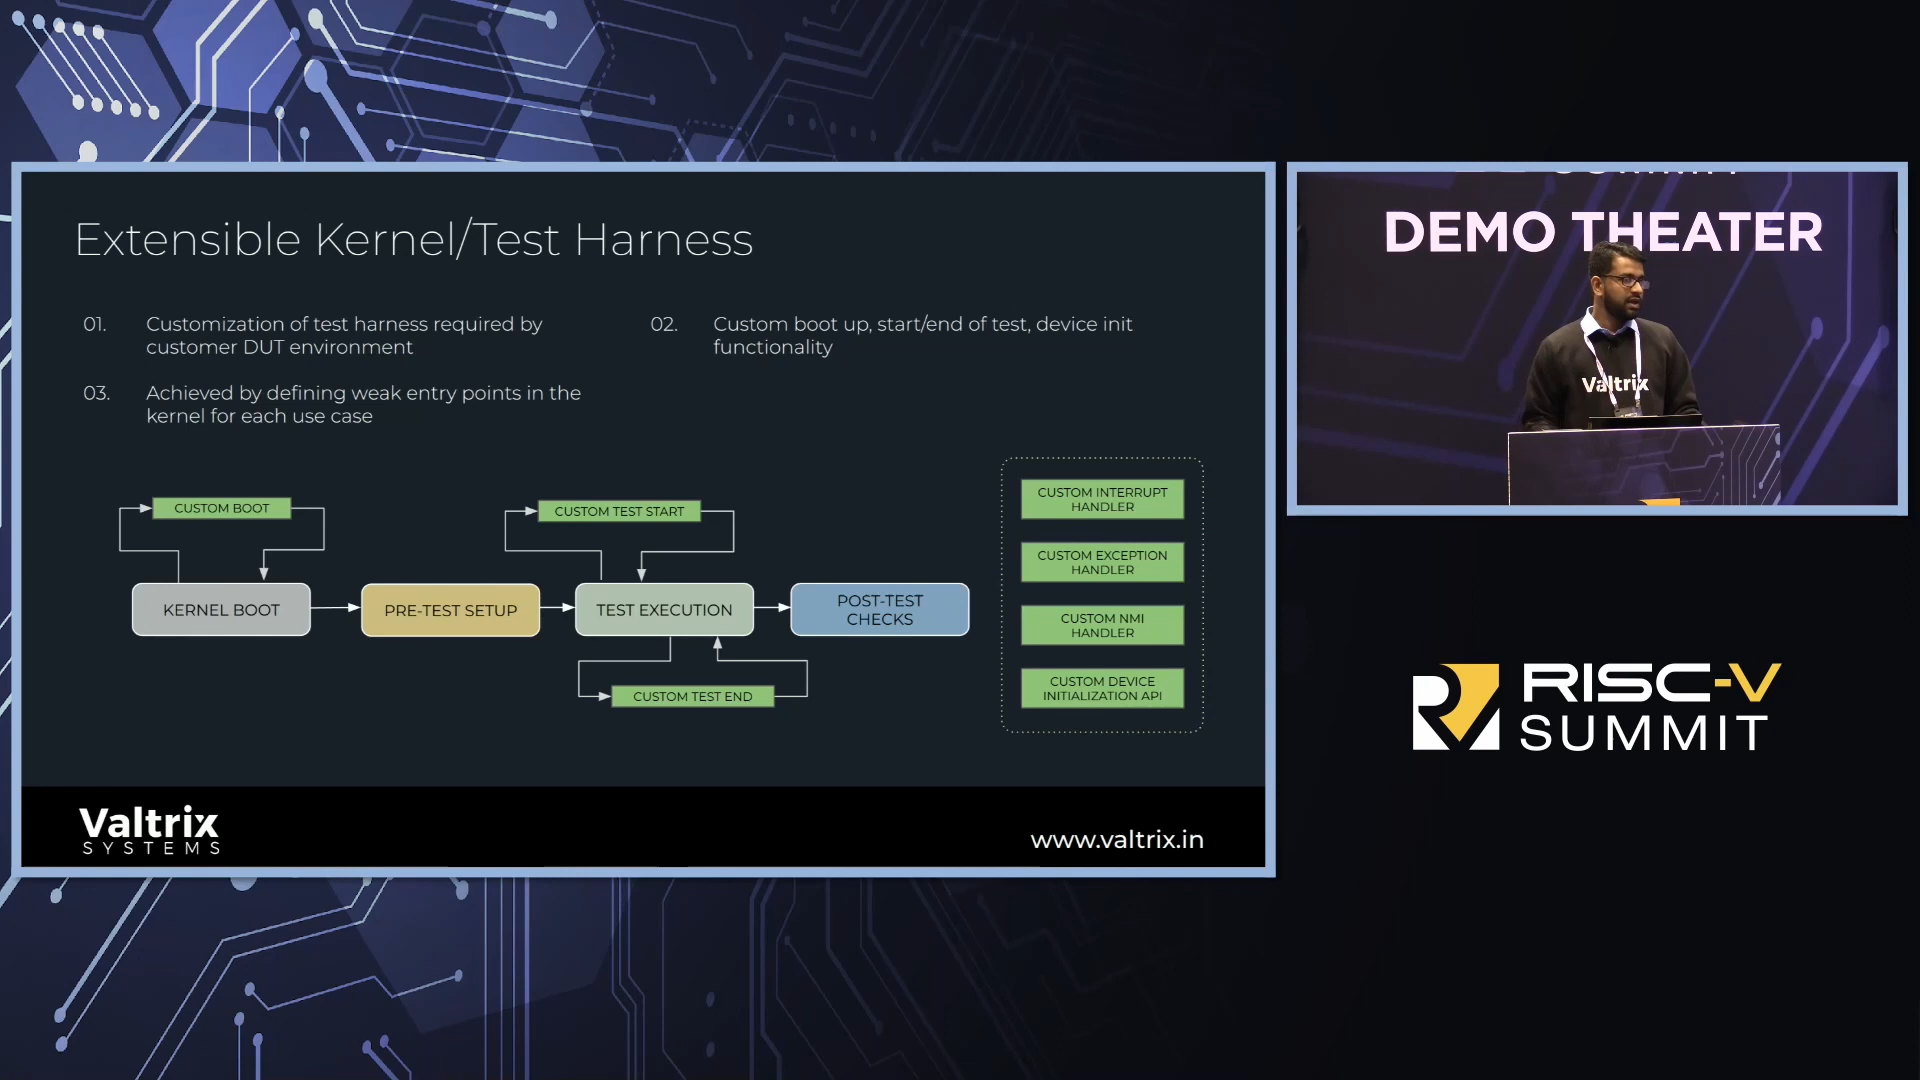 Extensible Kernel/Test Harness
01.
Customization of test harness required by
customer DUT environment
02.
Custom boot up, start/end of test, device init
functionality
03.
Achieved by defining weak entry points in the
kernel for each use case
CUSTOM BOOT
KERNEL BOOT
PRE-TEST SETUP
CUSTOM TEST START
TEST EXECUTION
CUSTOM TEST END
POST-TEST
CHECKS
CUSTOM INTERRUPT
HANDLER
CUSTOM EXCEPTION
HANDLER
CUSTOM NMI
HANDLER
CUSTOM DEVICE
INITIALIZATION API
Valtrix
SYSTEMS
www.valtrix.in
DEMO THEATER
Valtrix
RISC-V
SUMMIT